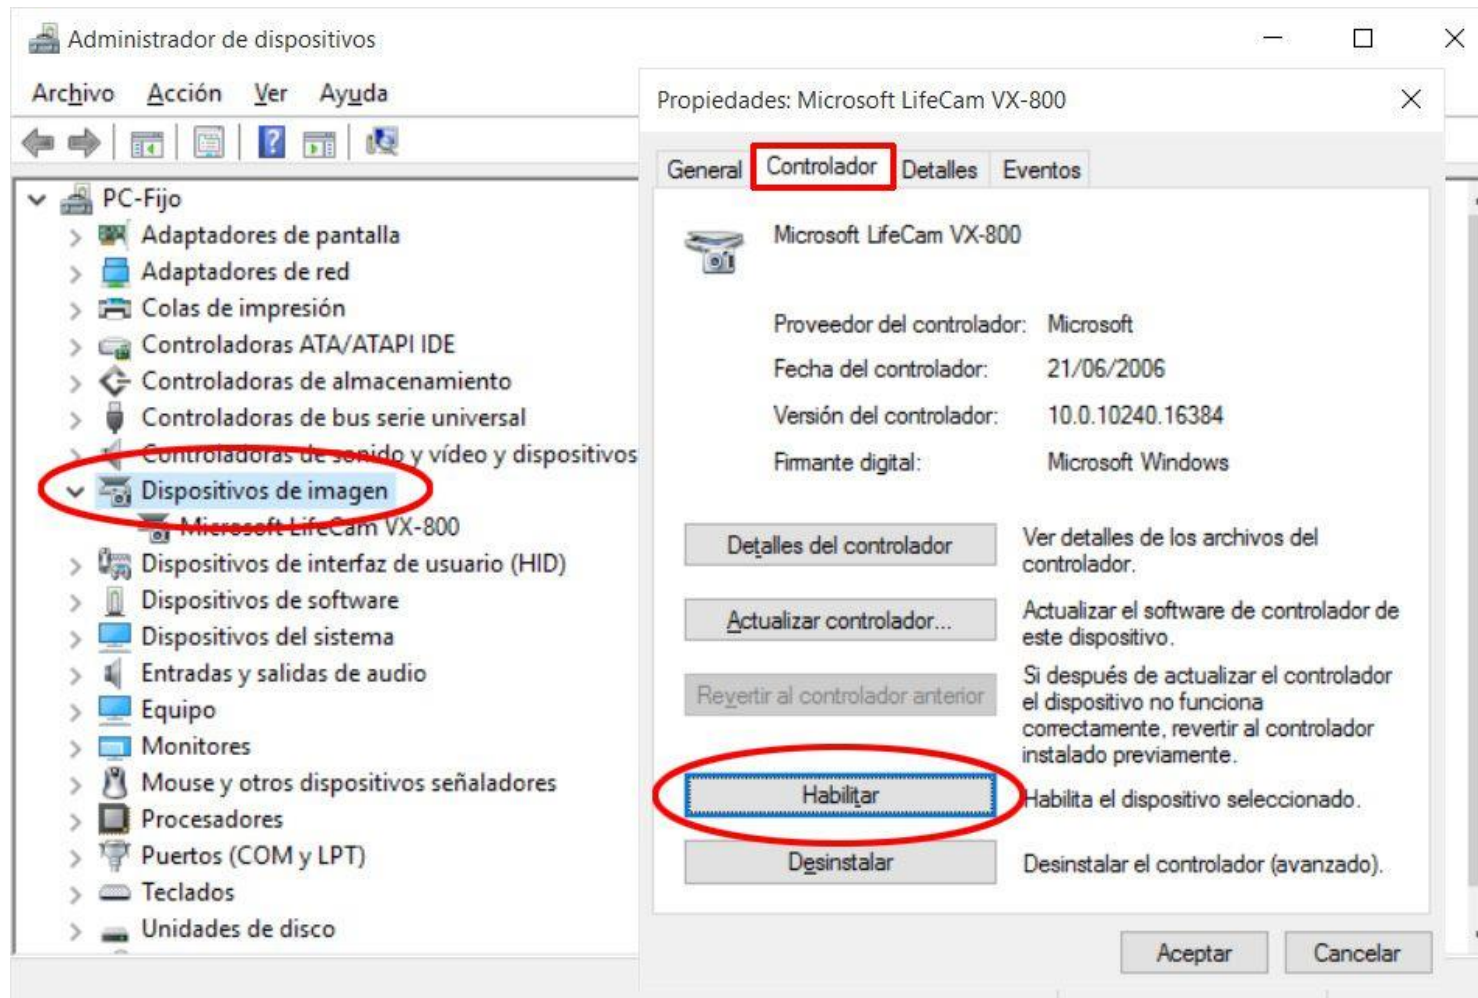 Administrador de dispositivos
Archivo Acción Ver Ayuda
PC-Fijo
Adaptadores de pantalla
Adaptadores de red
Colas de impresión
Controladoras ATA/ATAPI IDE
Controladoras de almacenamiento
Controladoras de bus serie universal
Controladoras de sonido y vídeo y dispositivos
Dispositivos de imagen
Microsoft LifeCam VX-800
Dispositivos de interfaz de usuario (HID)
Dispositivos de software
Dispositivos del sistema
Entradas y salidas de audio
Equipo
Monitores
Mouse y otros dispositivos señaladores
Procesadores
Puertos (COM y LPT)
Teclados
Unidades de disco
Propiedades: Microsoft LifeCam VX-800
General Controlador Detalles Eventos
Microsoft LifeCam VX-800
Proveedor del controlador: Microsoft
Fecha del controlador: 21/06/2006
Versión del controlador: 10.0.10240.16384
Firmante digital: Microsoft Windows
Detalles del controlador
Ver detalles de los archivos del
controlador.
Actualizar controlador...
Actualizar el software de controlador de
este dispositivo.
Revertir al controlador anterior
Si después de actualizar el controlador
el dispositivo no funciona
correctamente, revertir al controlador
instalado previamente.
Habilitar
Habilita el dispositivo seleccionado.
Desinstalar
Desinstalar el controlador (avanzado).
Aceptar Cancelar